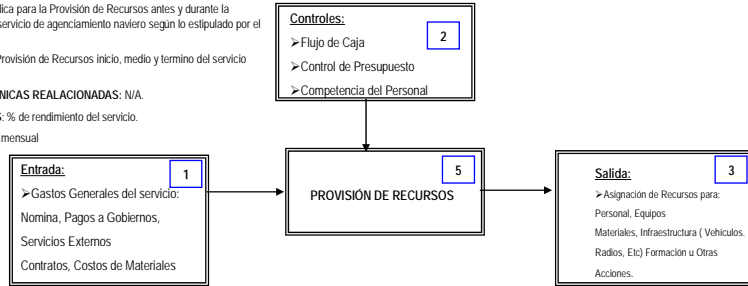 lica para la Provisión de Recursos antes y durante la
servicio de agenciamiento naviero según lo estipulado por el
Provisión de Recursos inicio, medio y termino del servicio
NICAS REALACIONADAS: N/A.
: % de rendimiento del servicio.
mensual
Controles:
2
➢Flujo de Caja
➢Control de Presupuesto
➢Competencia del Personal
Entrada:
1
➢Gastos Generales del servicio:
Nomina, Pagos a Gobiernos,
Servicios Externos
Contratos, Costos de Materiales
5
PROVISIÓN DE RECURSOS
Salida:
3
➢Asignación de Recursos para:
Personal, Equipos
Materiales, Infraestructura ( Vehículos.
Radios, Etc) Formación u Otras
Acciones.